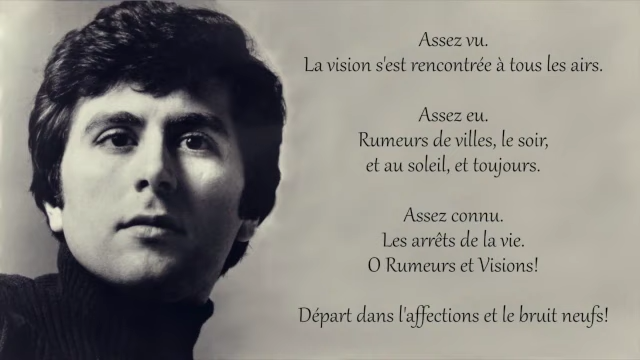 Assez vu.
La vision s'est rencontrée à tous les airs.
Assez eu.
Rumeurs de villes, le soir,
et au soleil, et toujours.
Assez connu.
Les arrêts de la vie.
O Rumeurs et Visions!
Départ dans l'affections et le bruit neufs!